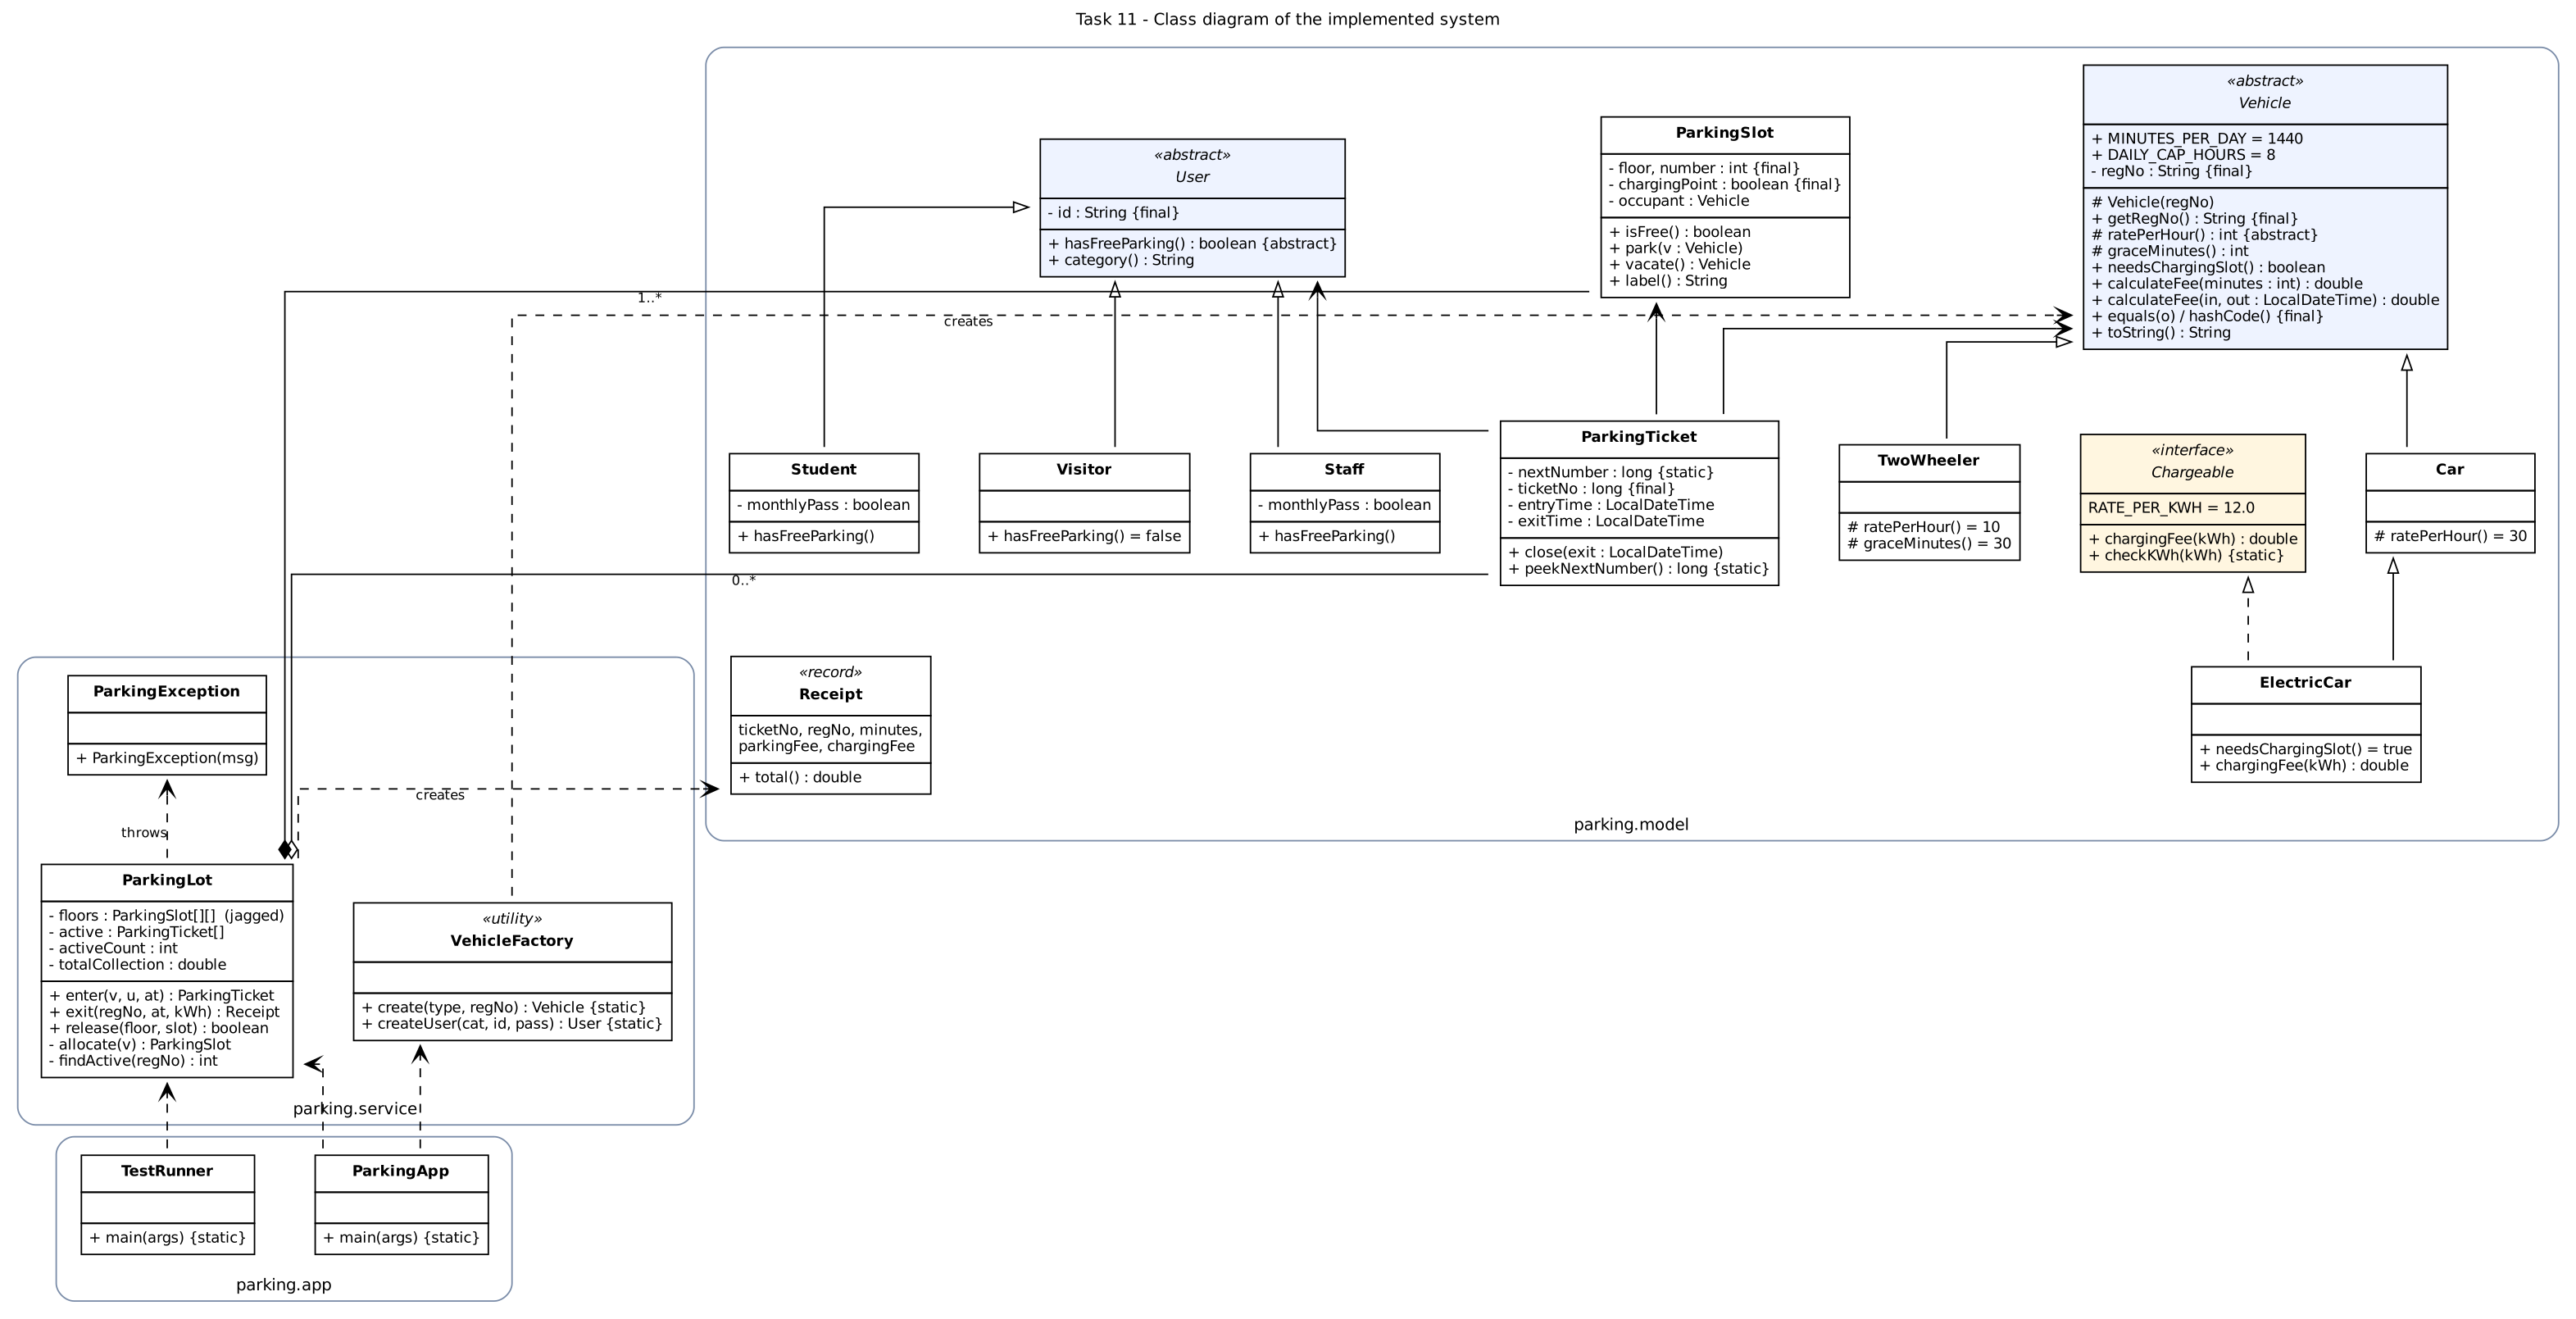 Task 11 - Class diagram of the implemented system
«abstract»
Vehicle
+ MINUTES_PER_DAY = 1440
+ DAILY_CAP_HOURS = 8
- regNo : String {final}
# Vehicle(regNo)
+ getRegNo() : String {final}
# ratePerHour() : int {abstract}
# graceMinutes() : int
+ needsChargingSlot() : boolean
+ calculateFee(minutes : int) : double
+ calculateFee(in, out : LocalDateTime) : double
+ equals(o) / hashCode() {final}
+ toString() : String
ParkingSlot
- floor, number : int {final}
- chargingPoint : boolean {final}
- occupant : Vehicle
+ isFree() : boolean
+ park(v : Vehicle)
+ vacate() : Vehicle
+ label() : String
«abstract»
User
- id : String {final}
+ hasFreeParking() : boolean {abstract}
+ category() : String
1..*
creates
Student
- monthlyPass : boolean
+ hasFreeParking()
Visitor
+ hasFreeParking() = false
Staff
- monthlyPass : boolean
+ hasFreeParking()
ParkingTicket
- nextNumber : long {static}
- ticketNo : long {final}
- entryTime : LocalDateTime
- exitTime : LocalDateTime
+ close(exit : LocalDateTime)
+ peekNextNumber() : long {static}
TwoWheeler
# ratePerHour() = 10
# graceMinutes() = 30
«interface»
Chargeable
RATE_PER_KWH = 12.0
+ chargingFee(kWh) : double
+ checkKWh(kWh) {static}
Car
# ratePerHour() = 30
0..*
«record»
Receipt
ticketNo, regNo, minutes,
parkingFee, chargingFee
+ total() : double
ElectricCar
+ needsChargingSlot() = true
+ chargingFee(kWh) : double
parking.model
ParkingException
+ ParkingException(msg)
creates
throws
ParkingLot
- floors : ParkingSlot[][]  (jagged)
- active : ParkingTicket[]
- activeCount : int
- totalCollection : double
+ enter(v, u, at) : ParkingTicket
+ exit(regNo, at, kWh) : Receipt
+ release(floor, slot) : boolean
- allocate(v) : ParkingSlot
- findActive(regNo) : int
«utility»
VehicleFactory
+ create(type, regNo) : Vehicle {static}
+ createUser(cat, id, pass) : User {static}
parking.service
TestRunner
+ main(args) {static}
ParkingApp
+ main(args) {static}
parking.app